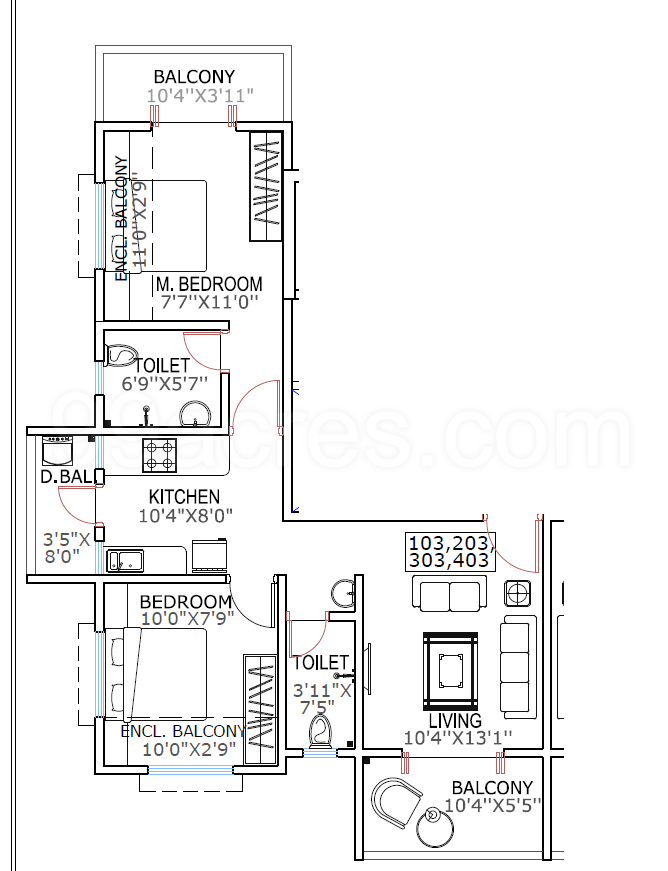 BALCONY
10'4"X3'11"
ENCL. BALCONY
11'0"X2'9"
M. BEDROOM
7'7"X11'0"
TOILET
6'9"X5'7"
99acres.com
D.BAL
KITCHEN
10'4"X8'0"
3'5"X
8'0"
103,203,
303,403
BEDROOM
10'0"X7'9"
TOILET
3'11"X
7'5"
ENCL. BALCONY
10'0"X2'9"
LIVING
10'4"X13'1"
BALCONY
10'4"X5'5"